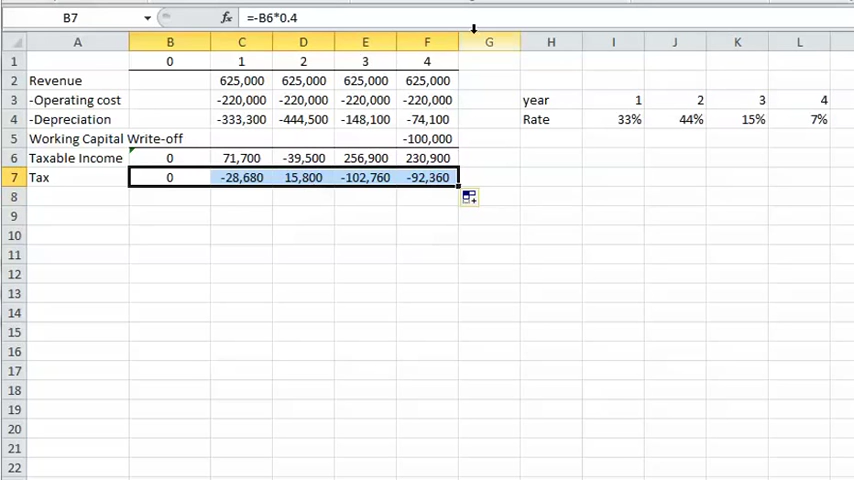 B7 fx =-B6*0.4
A B C D E F G H I J K L
1 0 1 2 3 4
2 Revenue 625,000 625,000 625,000 625,000
3 -Operating cost -220,000 -220,000 -220,000 -220,000 year 1 2 3 4
4 -Depreciation -333,300 -444,500 -148,100 -74,100 Rate 33% 44% 15% 7%
5 Working Capital Write-off -100,000
6 Taxable Income 0 71,700 -39,500 256,900 230,900
7 Tax 0 -28,680 15,800 -102,760 -92,360
8
9
10
11
12
13
14
15
16
17
18
19
20
21
22